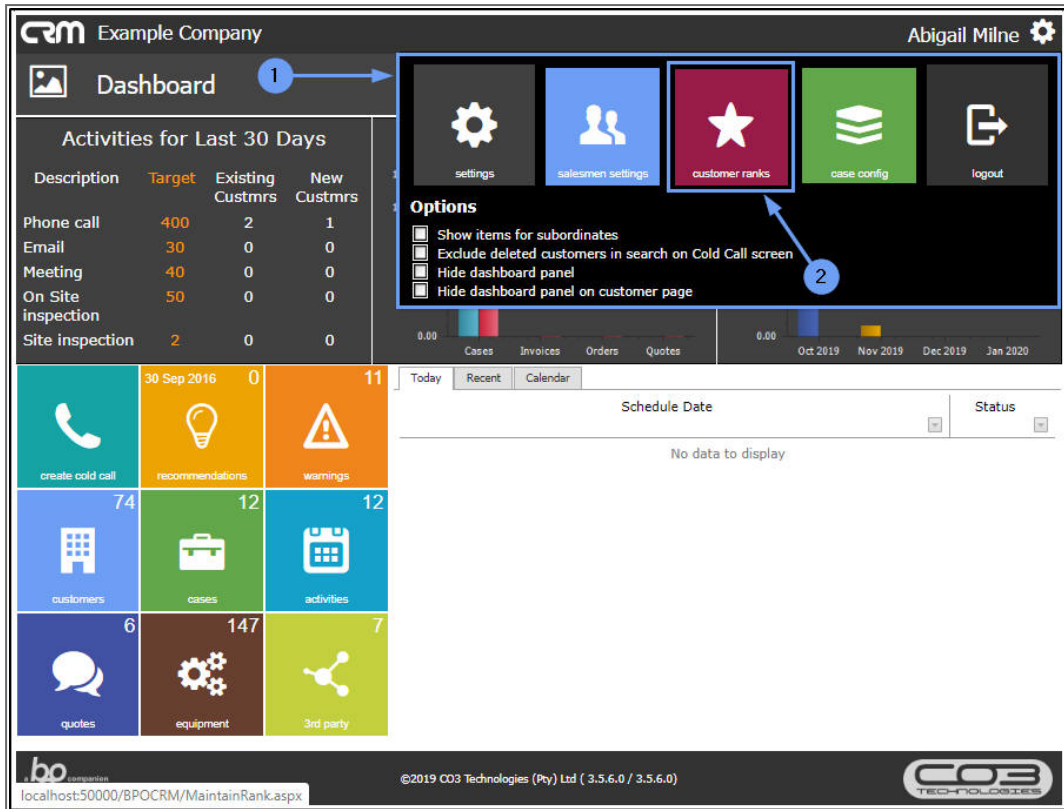 CRM Example Company
Abigail Milne
Dashboard
1
settings
salesmen settings
customer ranks
case config
logout
Options
Show items for subordinates
Exclude deleted customers in search on Cold Call screen
Hide dashboard panel
Hide dashboard panel on customer page
2
Activities for Last 30 Days
Description Target Existing Custmrs New Custmrs
Phone call 400 2 1
Email 30 0 0
Meeting 40 0 0
On Site inspection 50 0 0
Site inspection 2 0 0
0.00
Cases Invoices Orders Quotes
0.00
Oct 2019 Nov 2019 Dec 2019 Jan 2020
30 Sep 2016 0
11
create cold call
recommendations
warnings
74
12
12
customers
cases
activities
6
147
7
quotes
equipment
3rd party
Today Recent Calendar
Schedule Date
Status
No data to display
a bp companion
©2019 CO3 Technologies (Pty) Ltd ( 3.5.6.0 / 3.5.6.0)
CO3
TECHNOLOGIES
localhost:50000/BPOCRM/MaintainRank.aspx